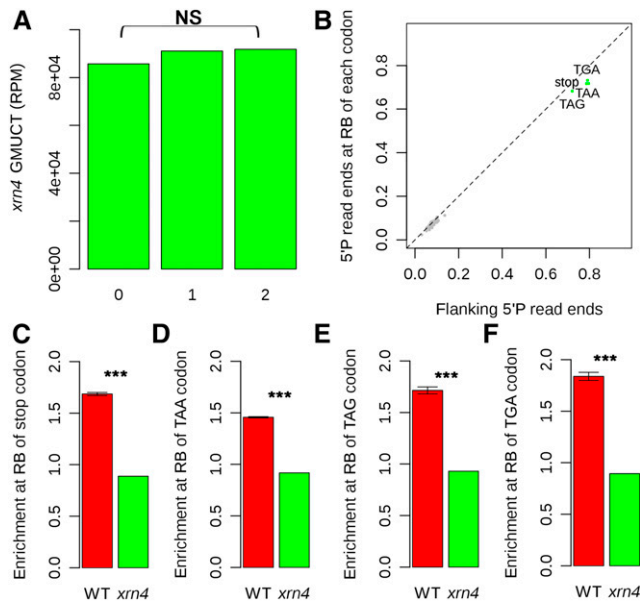 A
NS
xrn4 GMUCT (RPM)
0e+00
4e+04
8e+04
0
1
2
B
5'P read ends at RB of each codon
0.0
0.2
0.4
0.6
0.8
TGA
stop
TAA
TAG
0.0
0.2
0.4
0.6
0.8
Flanking 5'P read ends
C
Enrichment at RB of stop codon
0.0
0.5
1.0
1.5
2.0
***
WT xrn4
D
Enrichment at RB of TAA codon
0.0
0.5
1.0
1.5
2.0
***
WT xrn4
E
Enrichment at RB of TAG codon
0.0
0.5
1.0
1.5
2.0
***
WT xrn4
F
Enrichment at RB of TGA codon
0.0
0.5
1.0
1.5
2.0
***
WT xrn4